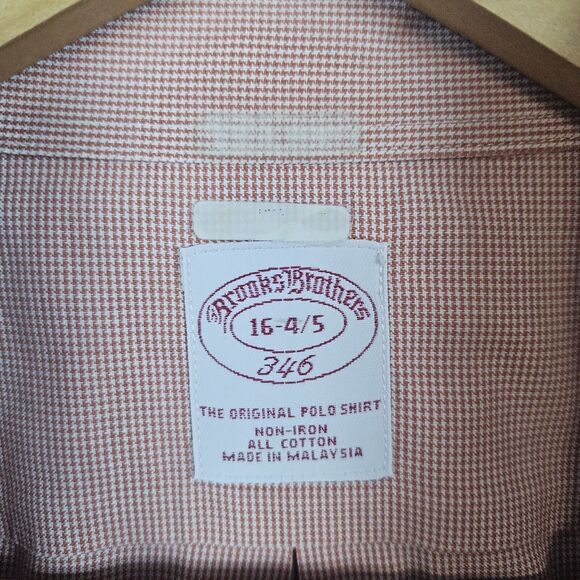 Brooks Brothers
16-4/5
346
THE ORIGINAL POLO SHIRT
NON-IRON
ALL COTTON
MADE IN MALAYSIA